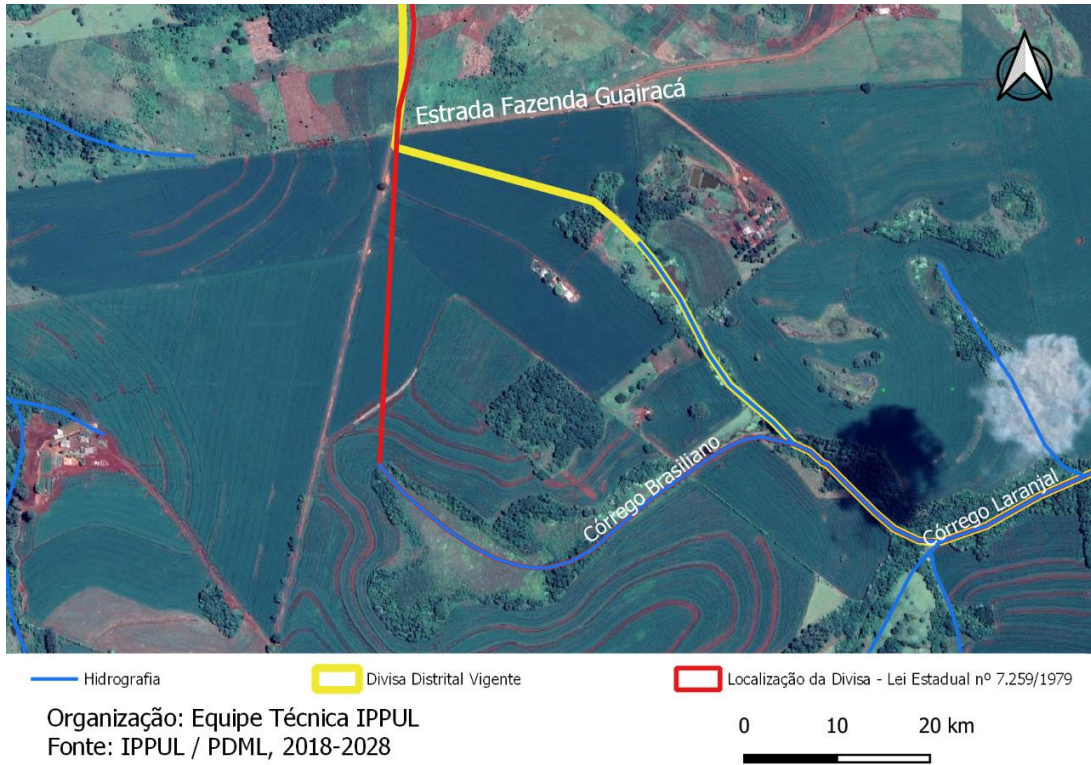 Estrada Fazenda Guairacá
Córrego Brasiliano
Córrego Laranjal
Hidrografia
Divisa Distrital Vigente
Localização da Divisa - Lei Estadual nº 7.259/1979
Organização: Equipe Técnica IPPUL
Fonte: IPPUL / PDML, 2018-2028
0 10 20 km